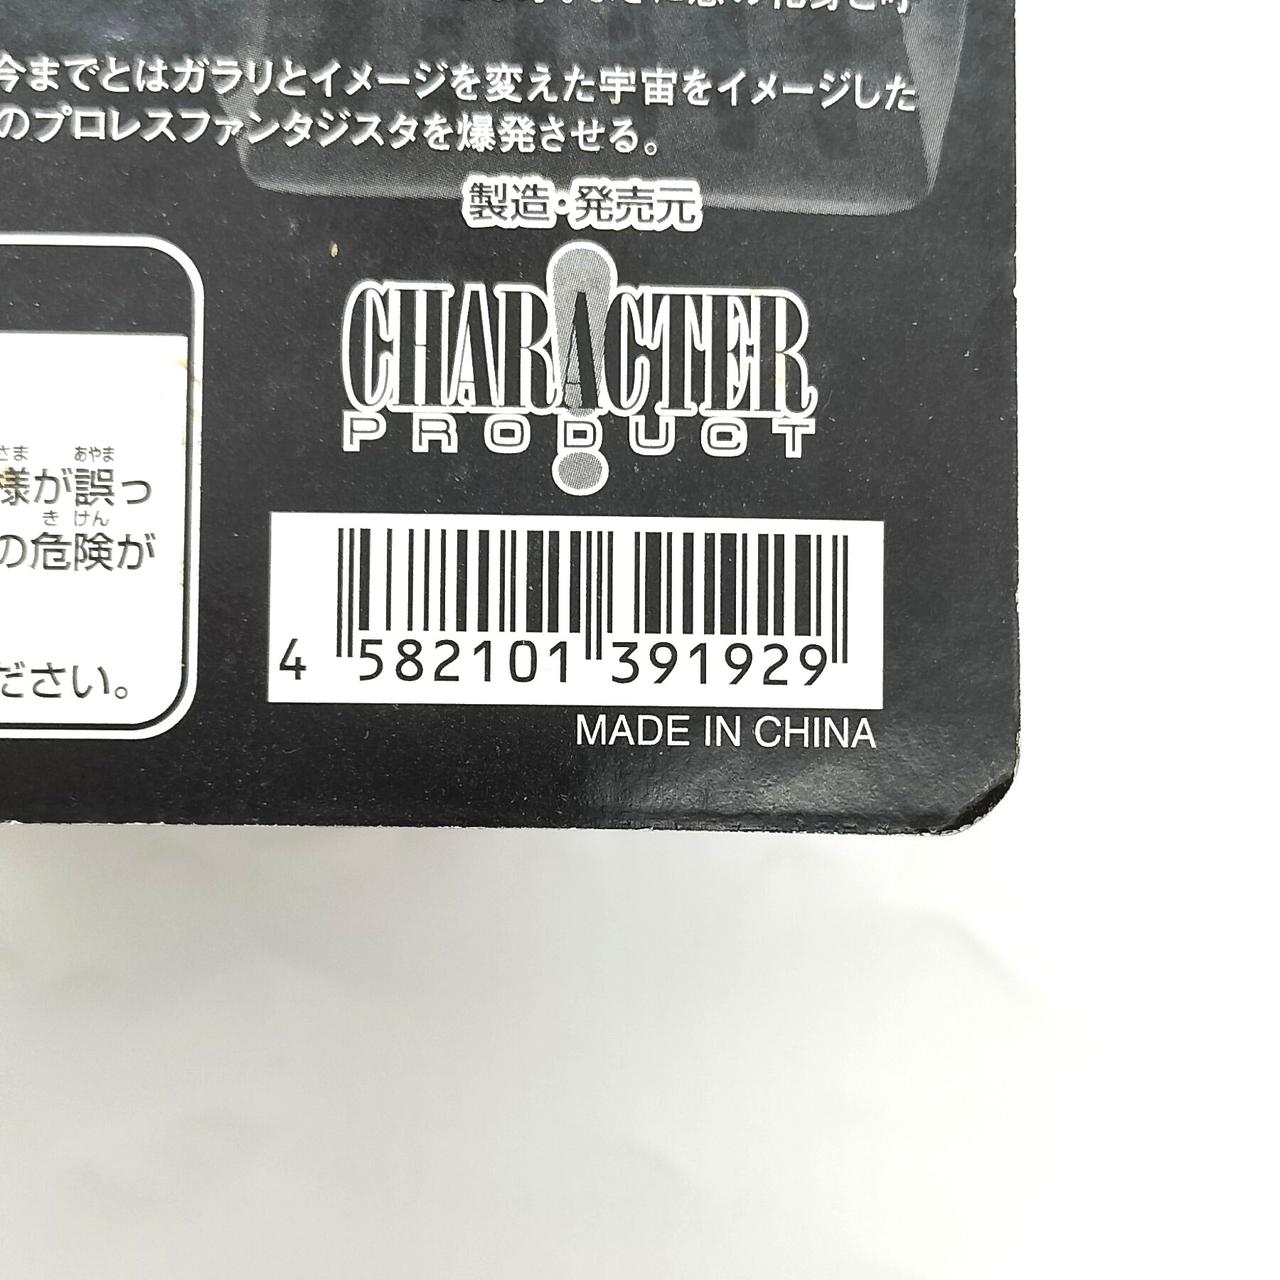 今までとはガラリとイメージを変えた宇宙をイメージした
のプロレスファンタジスタを爆発させる。
製造・発売元
CHARACTER
PRODUCT
さま あやま
様が誤っ
き けん
の危険が
ださい。
4 582101 391929
MADE IN CHINA